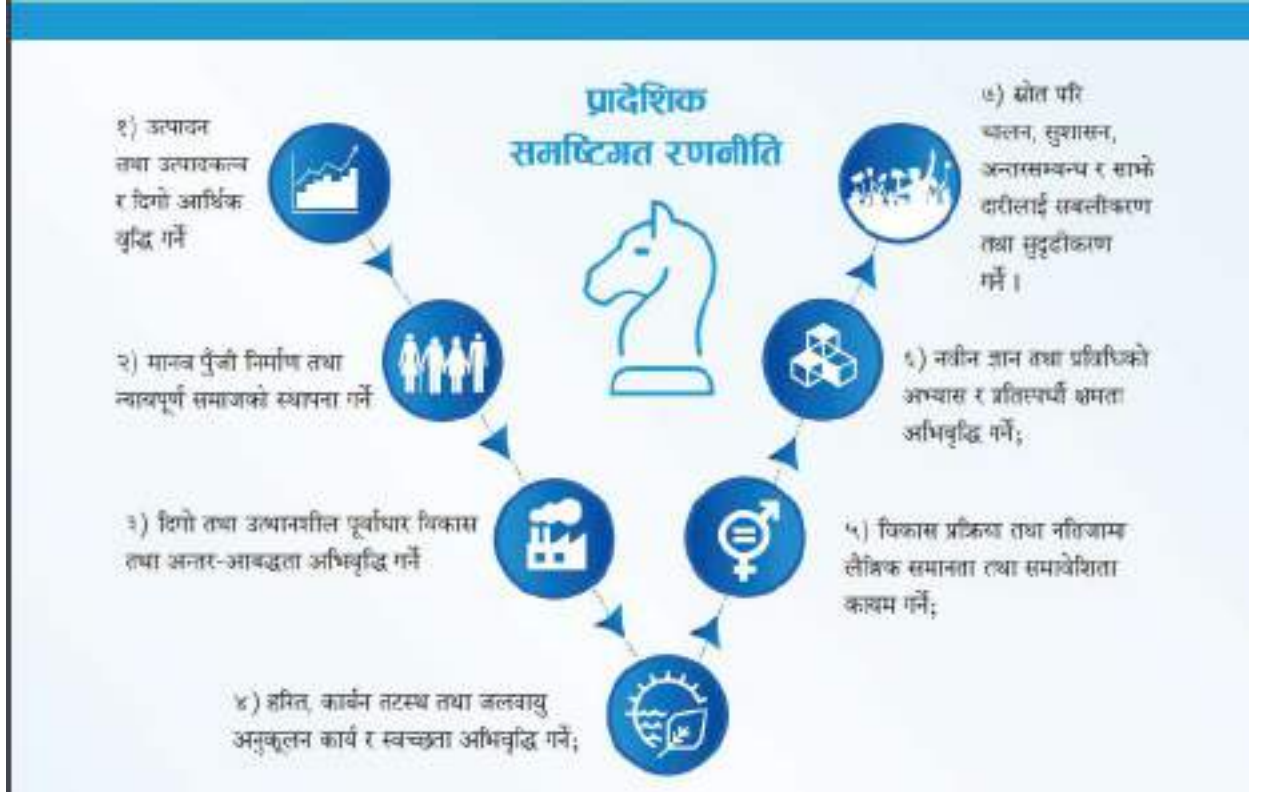 प्रादेशिक
समष्टिगत रणनीति
१) उत्पादन
तथा उत्पादकत्व
र दिगो आर्थिक
वृद्धि गर्ने
२) मानव पुँजी निर्माण तथा
न्यायपूर्ण समाजको स्थापना गर्ने
३) दिगो तथा उत्थानशील पूर्वाधार विकास
तथा अन्तर-आबद्धता अभिवृद्धि गर्ने
४) हरित, कार्बन तटस्थ तथा जलवायु
अनुकूलन कार्य र स्वच्छता अभिवृद्धि गर्ने;
५) विकास प्रक्रिया तथा नतिजामा
लैङ्गिक समानता तथा समावेशिता
कायम गर्ने;
६) नवीन ज्ञान तथा प्रविधिको
अभ्यास र प्रतिस्पर्धी क्षमता
अभिवृद्धि गर्ने;
७) स्रोत परि
चालन, सुशासन,
अन्तरसम्बन्ध र साझे
दारीलाई सबलीकरण
तथा सुदृढीकरण
गर्ने ।